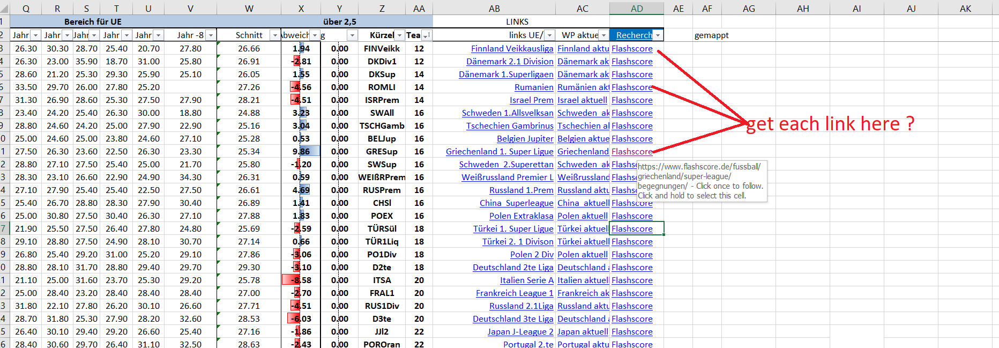 Q R S T U V W X Y Z AA AB AC AD AE AF AG AH AI AJ AK
1 Bereich für UE über 2,5 LINKS
2 Jahr Jahr Jahr Jahr Jahr Jahr -8 Schnitt Abweich g Kürzel Tea links UE/ WP aktue Recherch gemappt
3 26.30 30.30 28.70 25.40 20.70 27.80 26.66 1.94 0.00 FINVeikk 12 Finnland Veikkausliga Finnland aktu Flashscore
4 26.30 23.00 35.90 18.70 31.00 25.80 26.91 -2.81 0.00 DKDiv1 12 Dänemark 2.1 Division Dänemark ak Flashscore
5 28.60 21.20 25.30 29.30 25.90 25.10 26.05 1.55 0.00 DKSup 14 Dänemark 1.Superligaen Dänemark ak Flashscore
6 33.50 29.70 26.00 27.80 25.20 27.26 -4.56 0.00 ROMLI 14 Rumanien Rumänien akt Flashscore
7 31.30 26.90 28.60 25.30 27.50 27.90 28.21 -4.51 0.00 ISRPrem 14 Israel Prem Israel aktuell Flashscore
8 23.40 24.20 25.40 26.30 30.00 18.80 24.88 3.23 0.00 SWAll 16 Schweden 1.Allsvelksan Schweden ak Flashscore
9 28.80 24.60 24.20 25.00 27.90 22.90 25.16 3.04 0.00 TSCHGamb 16 Tschechien Gambrinus Tschechien al Flashscore
get each link here ?
0 25.00 24.60 25.00 23.80 24.60 27.10 25.28 0.53 0.00 BELJup 16 Belgien Jupiter Belgien aktue Flashscore
1 27.50 26.30 23.60 22.50 26.30 23.30 25.34 9.86 0.00 GRESup 16 Griechenland 1. Super Ligue Griechenland Flashscore
2 28.80 27.10 27.50 25.40 25.00 21.70 25.80 -1.20 0.00 SWSup 16 Schweden 2.Superettan Schweden ak Flashs
3 28.30 23.10 26.60 22.90 24.90 34.30 26.31 0.59 0.00 WEIßRPrem 16 Weißrussland Premier L Weißrussland Flashs
4 27.10 27.90 25.40 25.40 22.50 27.50 26.61 4.69 0.00 RUSPrem 16 Russland 1.Prem Russland aktu Flashs
https://www.flashscore.de/fussball/
griechenland/super-league/
begegnungen/ - Click once to follow.
Click and hold to select this cell.
5 25.40 26.70 28.80 28.30 27.90 30.40 26.89 1.41 0.00 CHSl 16 China Superleague China aktuell Flashscore
6 25.00 30.80 27.50 30.40 26.30 27.10 27.88 1.83 0.00 POEX 16 Polen Extraklasa Polen aktuell Flashscore
7 21.90 25.50 27.50 26.40 27.80 24.80 25.69 -2.59 0.00 TÜRSül 18 Türkei 1. Super Ligue Türkei aktuell Flashscore
8 29.10 28.80 27.50 24.90 28.10 30.70 27.14 0.66 0.00 TÜR1Liq 18 Türkei 2. 1 Divison Türkei aktuell Flashscore
9 26.80 25.40 29.20 31.00 25.20 29.10 27.86 -3.06 0.00 PO1Div 18 Polen 2 Div Polen aktuell Flashscore
0 28.80 28.10 31.70 28.80 29.40 29.70 29.30 -3.10 0.00 D2te 18 Deutschland 2te Liga Deutschland a Flashscore
1 21.10 25.00 31.60 23.70 25.30 29.20 25.78 -8.58 0.00 ITSA 20 Italien Serie A Italien aktuell Flashscore
2 25.00 28.40 23.20 28.40 28.40 28.40 27.00 -2.70 0.00 FRAL1 20 Frankreich League 1 Frankreich ak Flashscore
3 31.80 22.10 27.80 26.20 30.10 26.60 27.71 -4.51 0.00 RUS1Div 20 Russland 2.1Liga Russland aktu Flashscore
4 28.70 31.80 25.30 27.90 28.20 32.60 28.53 -6.03 0.00 D3te 20 Deutschland 3te Liga Deutschland a Flashscore
5 26.40 30.10 29.40 29.20 26.60 25.40 27.16 -1.86 0.00 JJl2 22 Japan J-League 2 Japan aktuell Flashscore
6 28.40 30.60 29.70 26.40 31.10 32.50 28.63 -2.43 0.00 POROran 22 Portugal 2.te Portugal aktu Flashscore